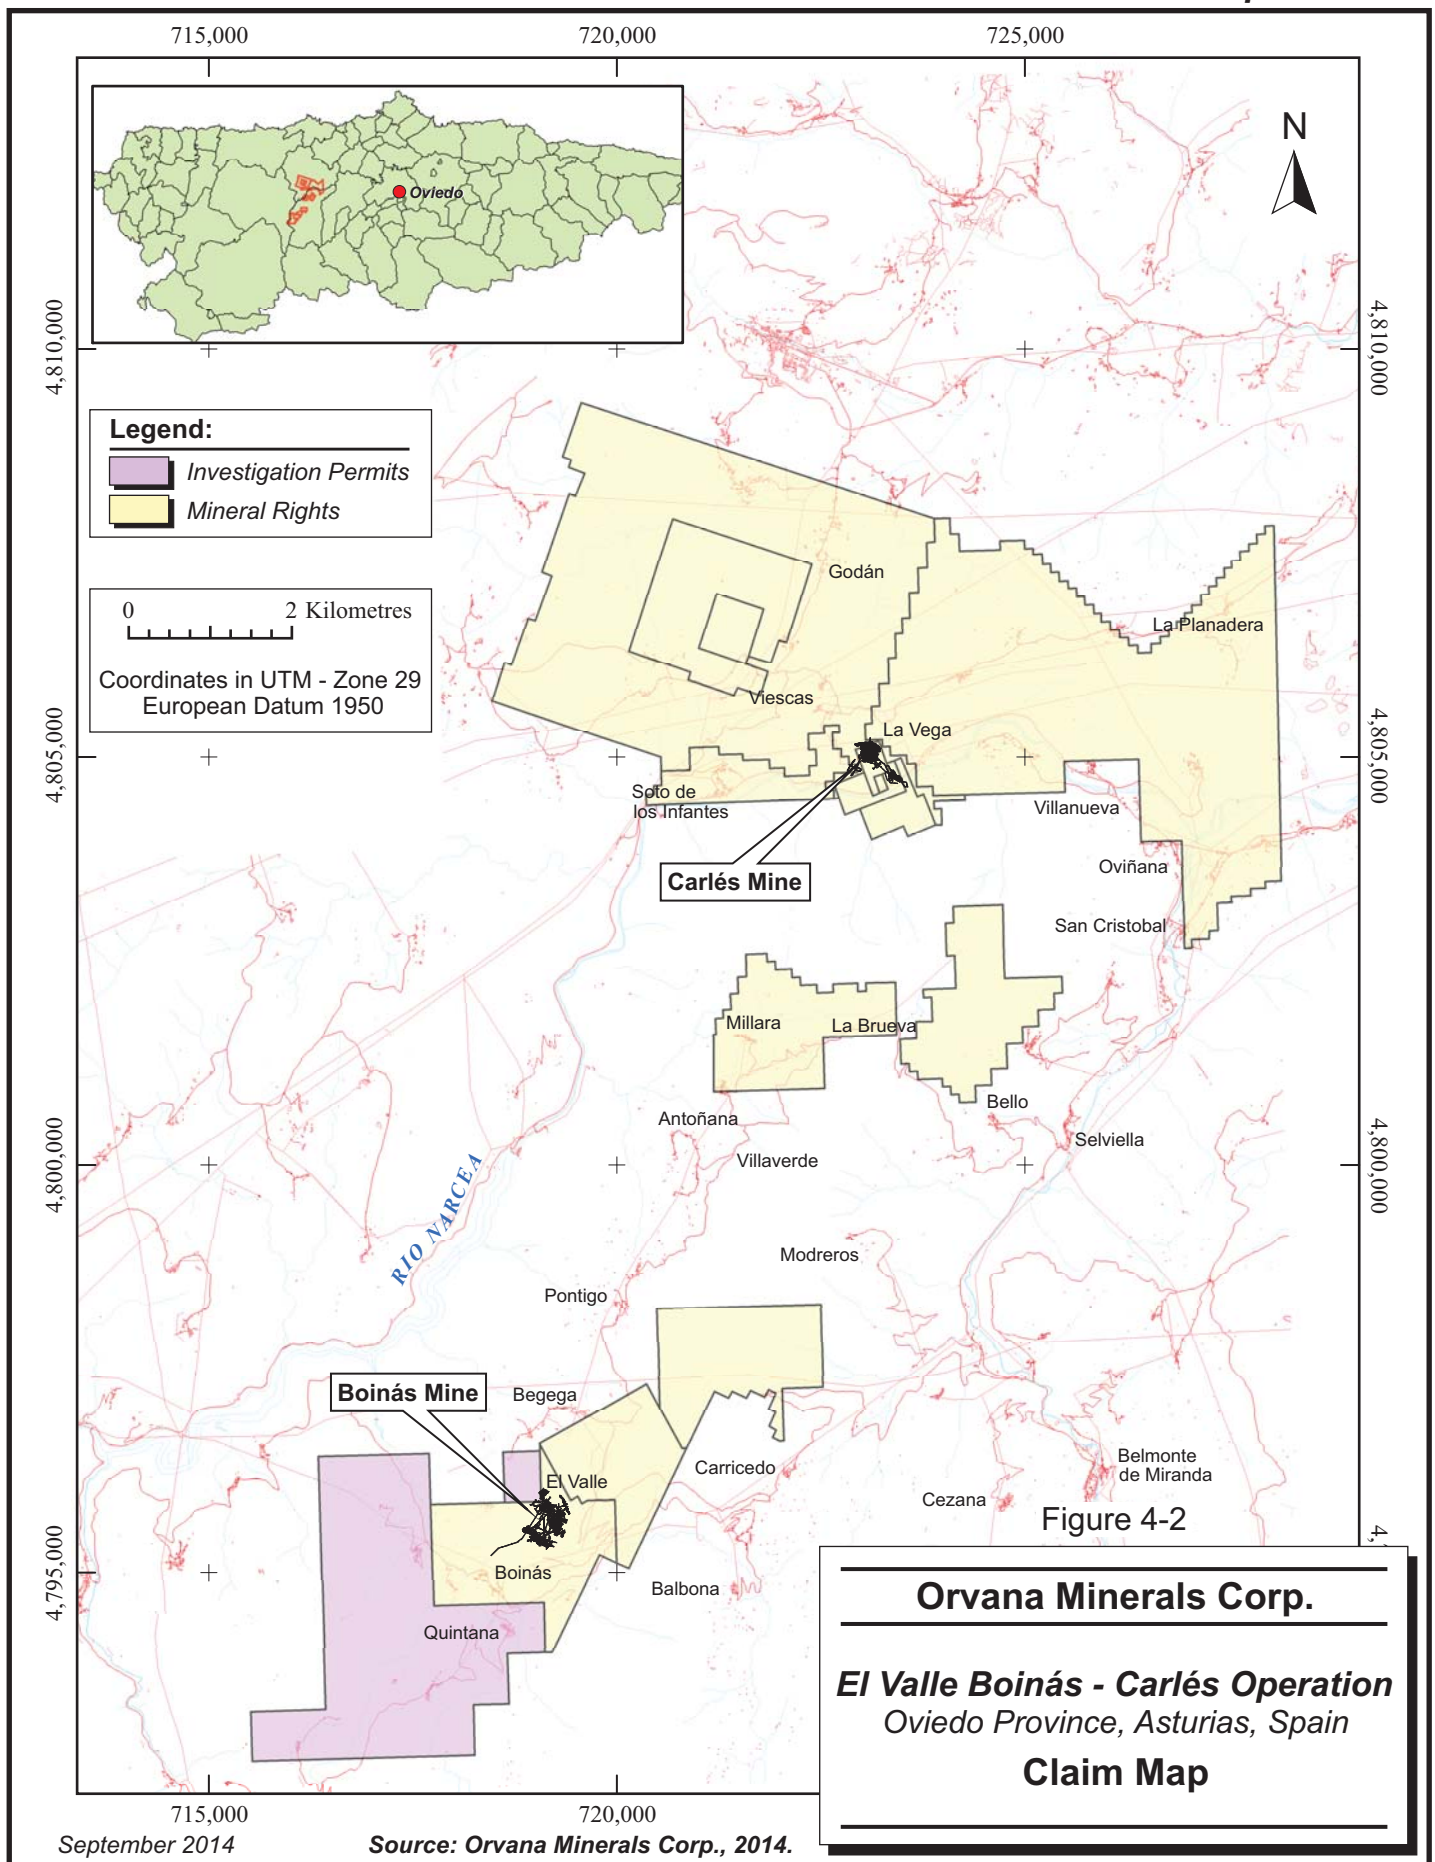 715,000
720,000
725,000
Oviedo
N
4,810,000
4,810,000
Legend:
Investigation Permits
Mineral Rights
0
2 Kilometres
Coordinates in UTM - Zone 29
European Datum 1950
Godán
La Planadera
Viescas
La Vega
4,805,000
4,805,000
Soto de
los Infantes
Villanueva
Carlés Mine
Oviñana
San Cristobal
Millara
La Brueva
Bello
Antoñana
Selviella
Villaverde
4,800,000
4,800,000
RIO NARCEA
Modreros
Pontigo
Boinás Mine
Begega
El Valle
Carricedo
Belmonte
de Miranda
Cezana
Figure 4-2
4,795,000
Boinás
Balbona
Quintana
Orvana Minerals Corp.
El Valle Boinás - Carlés Operation
Oviedo Province, Asturias, Spain
Claim Map
715,000
720,000
September 2014
Source: Orvana Minerals Corp., 2014.